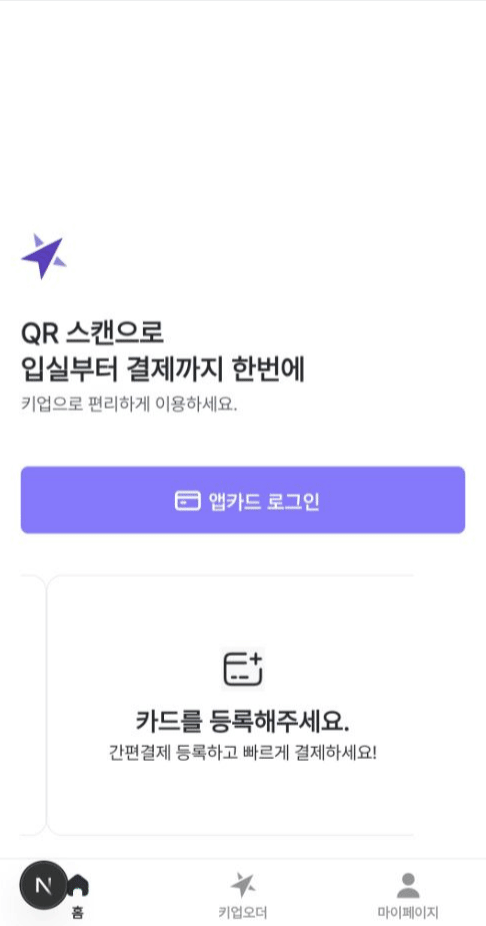 QR 스캔으로
입실부터 결제까지 한번에
키업으로 편리하게 이용하세요.
앱카드 로그인
카드를 등록해주세요.
간편결제 등록하고 빠르게 결제하세요!
N
홈
키업오더
마이페이지